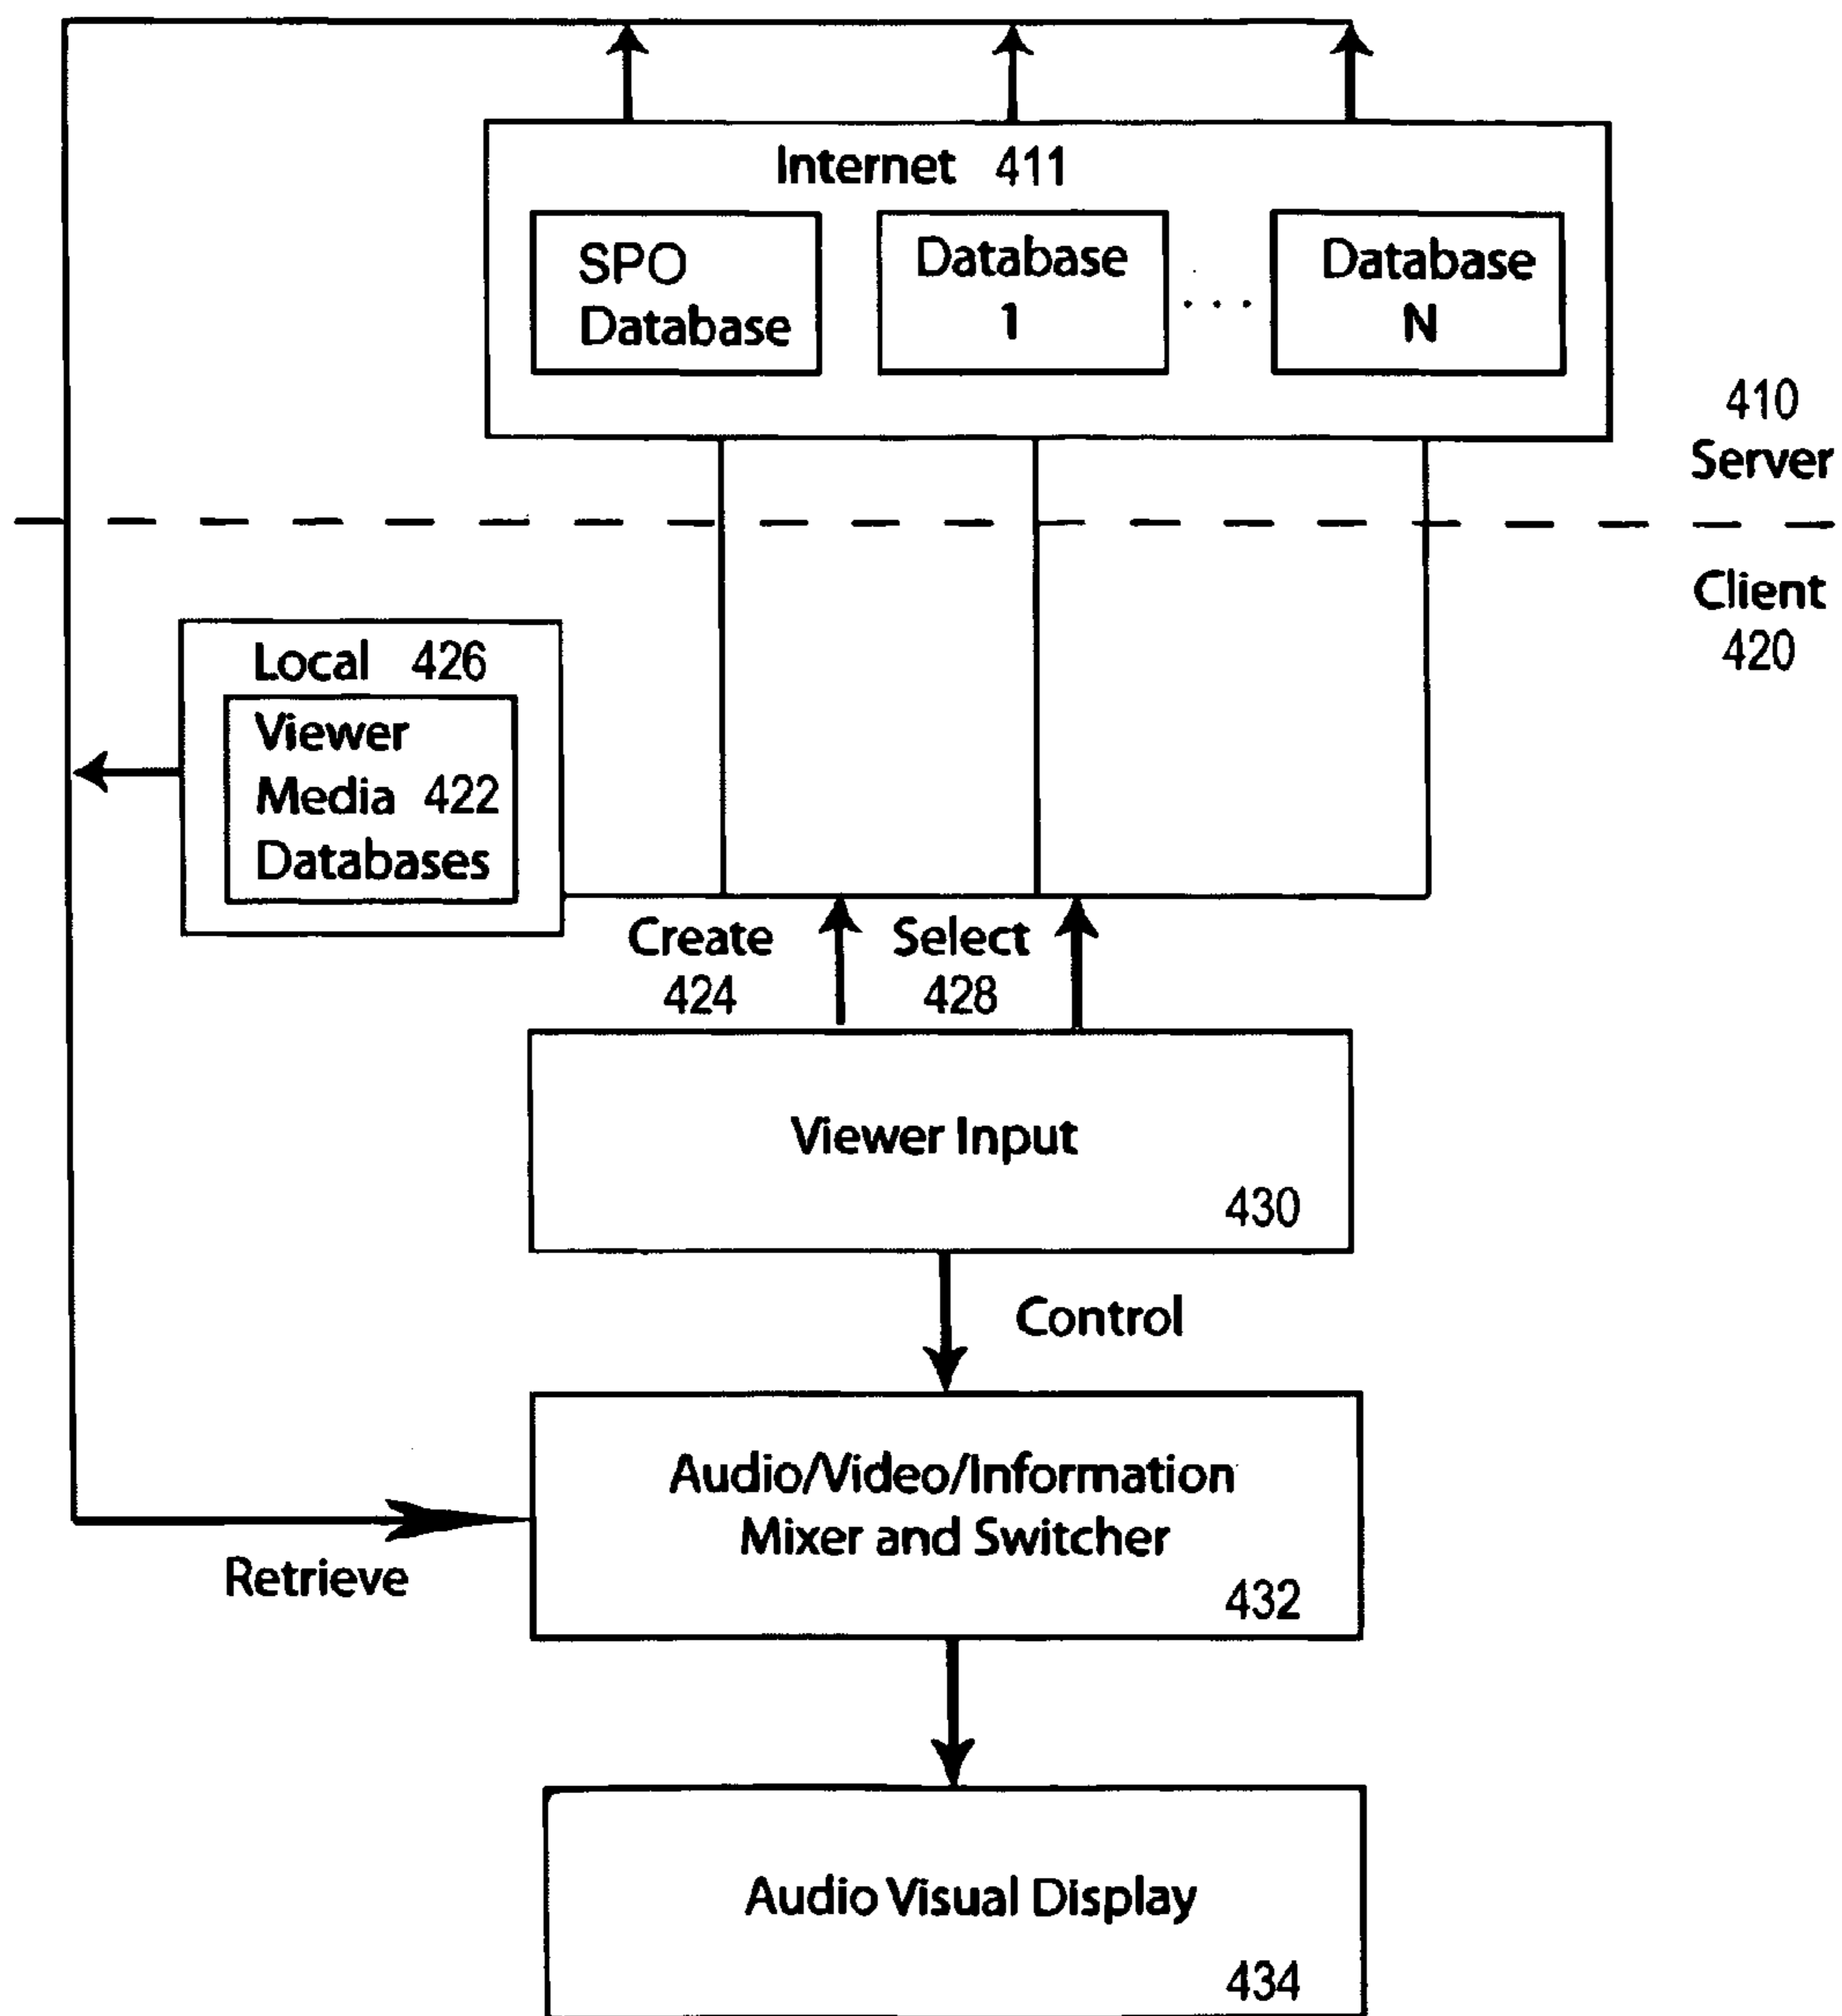 Internet 411
SPO
Database
Database
1
. . .
Database
N
410
Server
Client
420
Local 426
Viewer
Media 422
Databases
Create
424
Select
428
Viewer Input
430
Control
Audio/Video/Information
Mixer and Switcher
432
Retrieve
Audio Visual Display
434